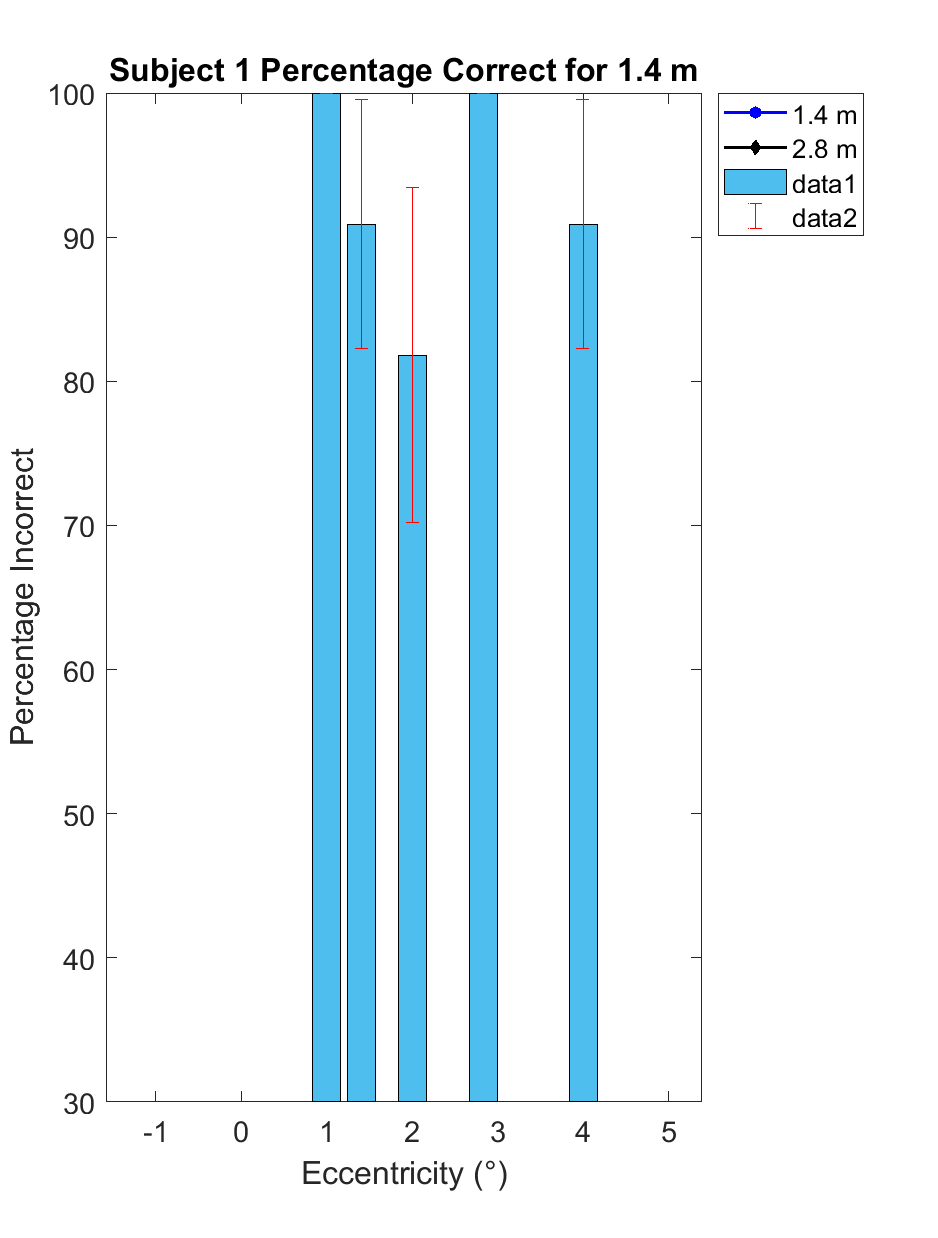 Subject 1 Percentage Correct for 1.4 m
1.4 m
2.8 m
data1
data2
100
90
80
70
60
50
40
30
Percentage Incorrect
-1 0 1 2 3 4 5
Eccentricity (°)